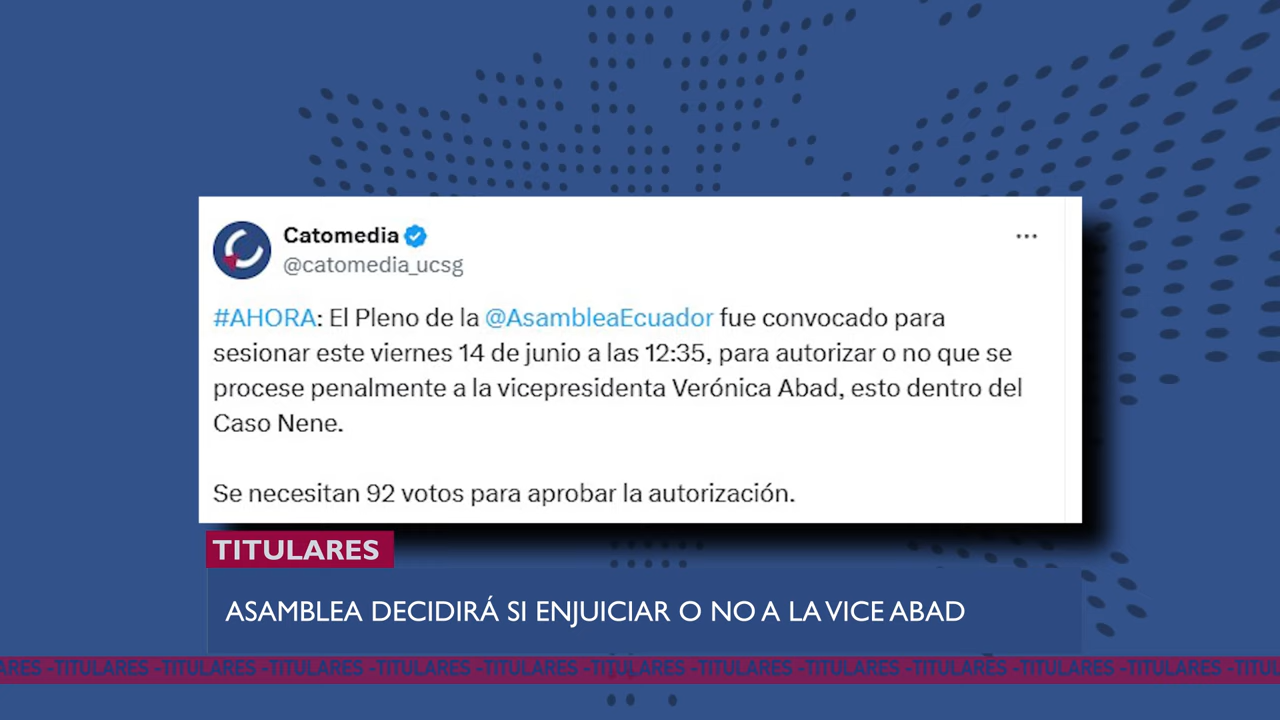 Catomedia
@catomedia_ucsg
#AHORA: El Pleno de la @AsambleaEcuador fue convocado para
sesionar este viernes 14 de junio a las 12:35, para autorizar o no que se
procese penalmente a la vicepresidenta Verónica Abad, esto dentro del
Caso Nene.
Se necesitan 92 votos para aprobar la autorización.
TITULARES
ASAMBLEA DECIDIRÁ SI ENJUICIAR O NO A LA VICE ABAD
ARES -TITULARES -TITULARES -TITULARES -TITULARES -TITULARES -TITULARES -TITULARES -TITULARES -TITULARES -TITULARES -TITUL